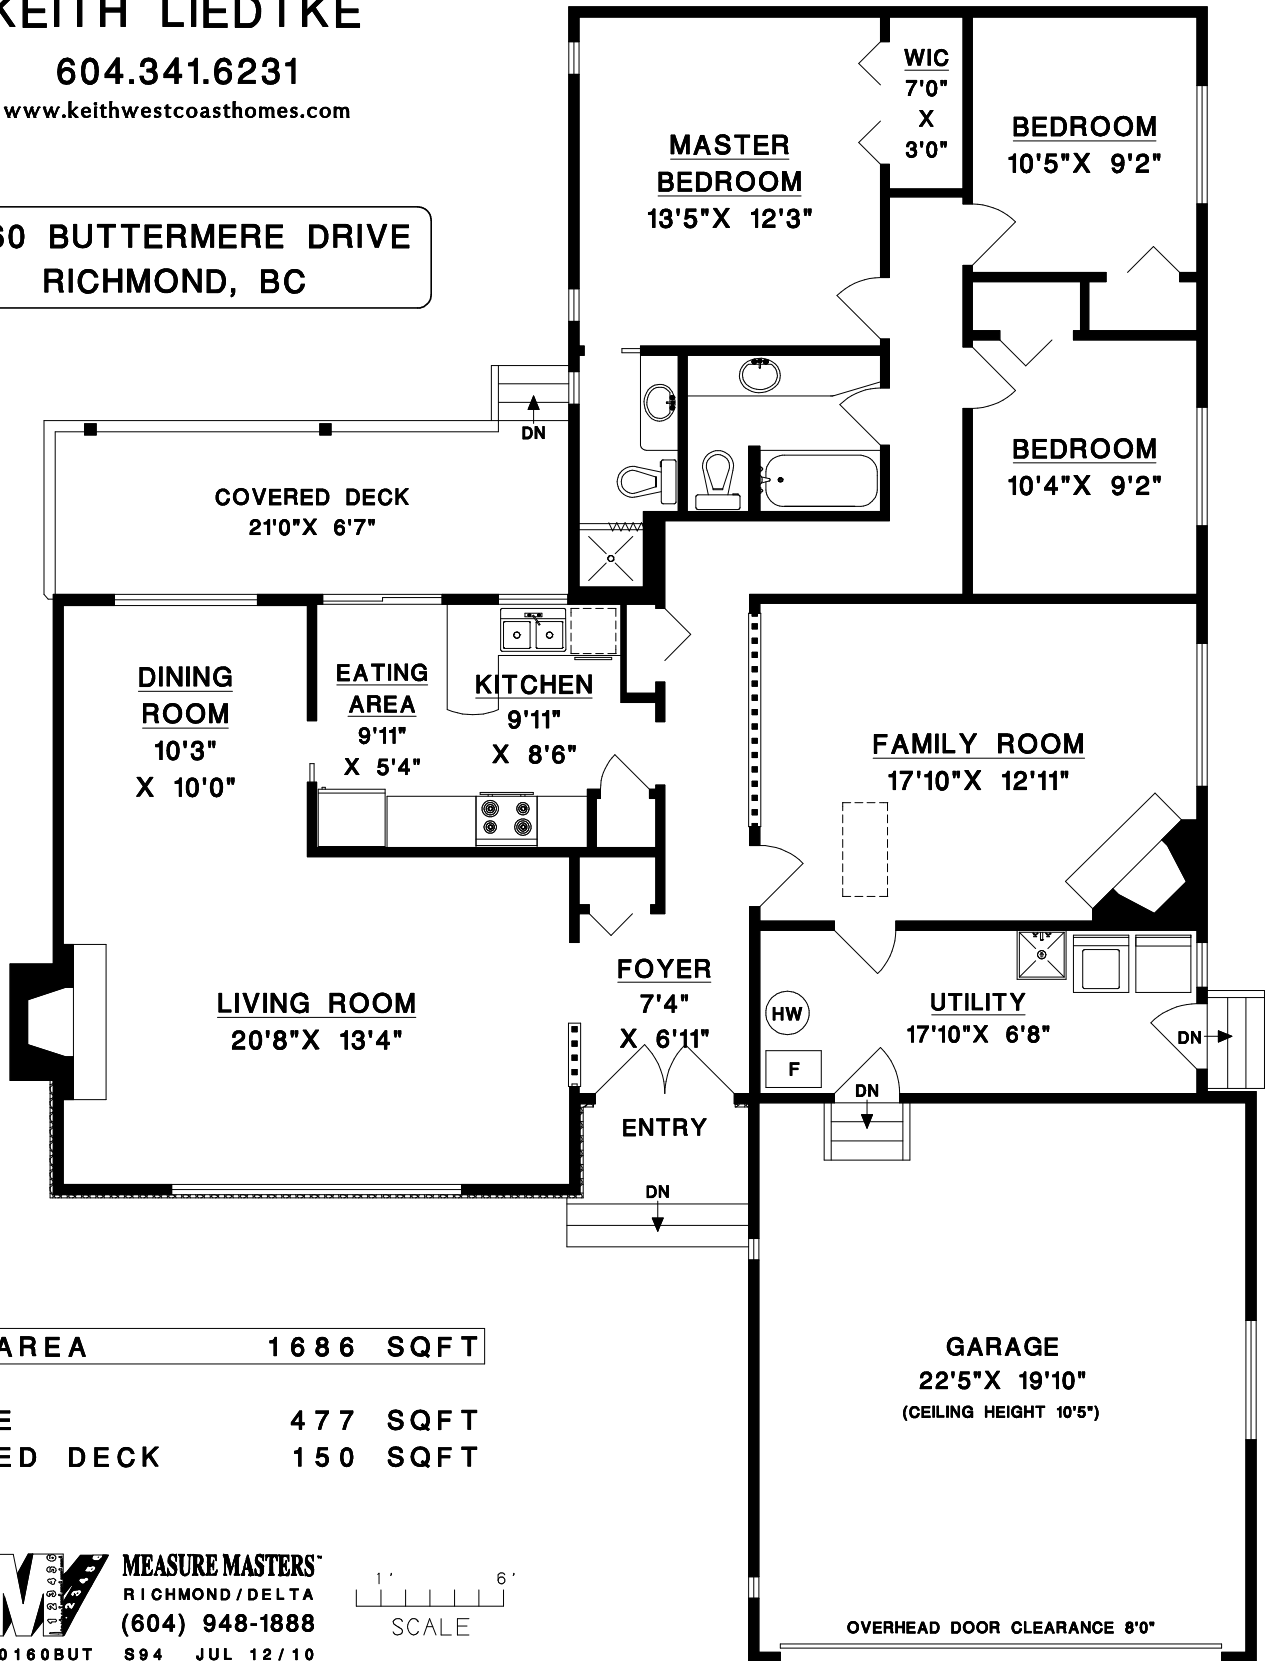 KEITH LIEDTKE
604.341.6231
www.keithwestcoasthomes.com
60 BUTTERMERE DRIVE
RICHMOND, BC
MASTER
BEDROOM
13'5"X 12'3"
WIC
7'0"
X
3'0"
BEDROOM
10'5"X 9'2"
BEDROOM
10'4"X 9'2"
DN
COVERED DECK
21'0"X 6'7"
DINING
ROOM
10'3"
X 10'0"
EATING
AREA
9'11"
X 5'4"
KITCHEN
9'11"
X 8'6"
FAMILY ROOM
17'10"X 12'11"
LIVING ROOM
20'8"X 13'4"
FOYER
7'4"
X 6'11"
HW
F
UTILITY
17'10"X 6'8"
DN
DN
ENTRY
DN
GARAGE
22'5"X 19'10"
(CEILING HEIGHT 10'5")
OVERHEAD DOOR CLEARANCE 8'0"
AREA 1686 SQFT
E 477 SQFT
ED DECK 150 SQFT
MEASURE MASTERS™
RICHMOND/DELTA
(604) 948-1888
0160BUT S94 JUL 12/10
1' 6'
SCALE